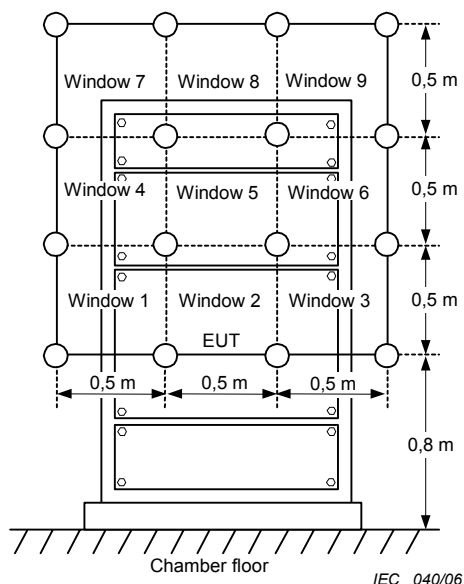 Window 7 Window 8 Window 9 0,5 m
Window 4 Window 5 Window 6 0,5 m
Window 1 Window 2 Window 3 0,5 m
EUT
0,5 m 0,5 m 0,5 m
0,8 m
Chamber floor
IEC 040/06